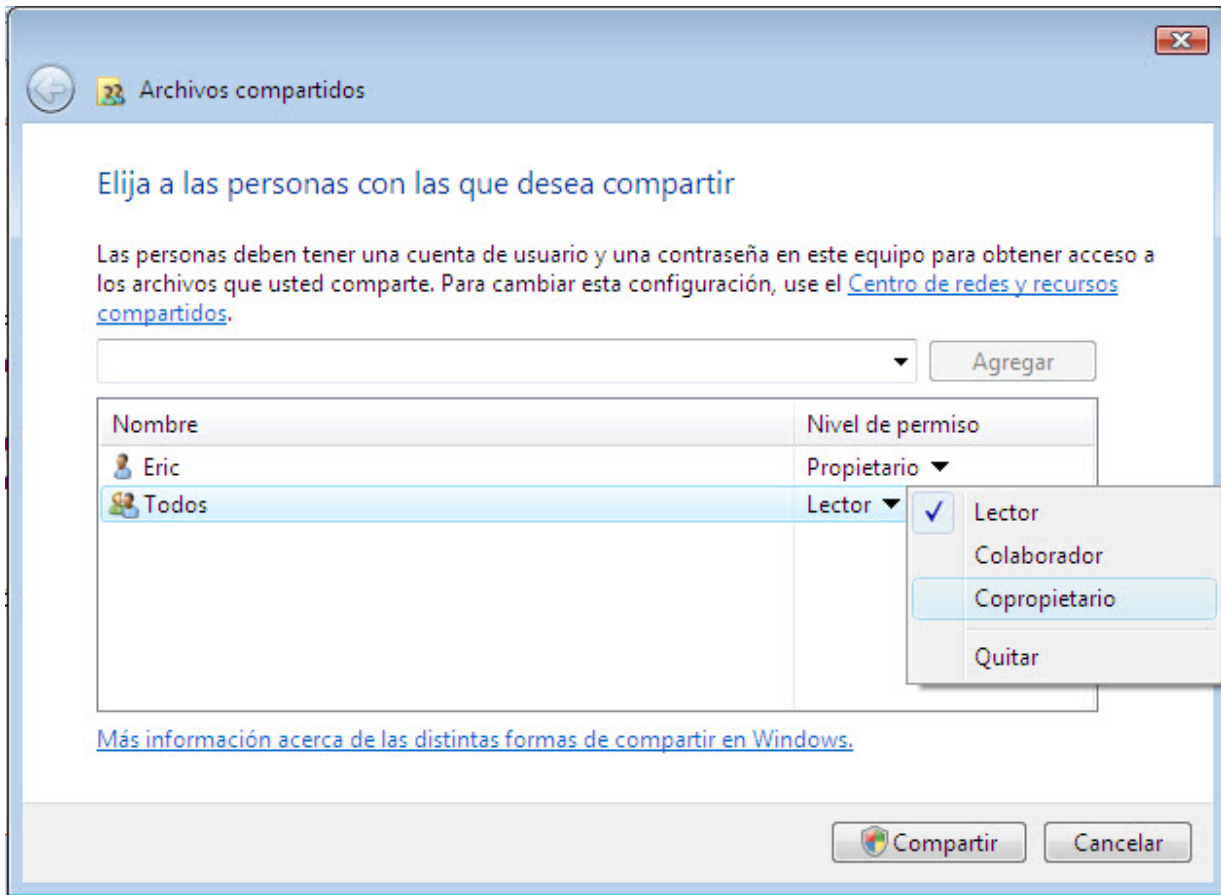 Archivos compartidos
Elija a las personas con las que desea compartir
Las personas deben tener una cuenta de usuario y una contraseña en este equipo para obtener acceso a
los archivos que usted comparte. Para cambiar esta configuración, use el Centro de redes y recursos
compartidos.
Agregar
Nombre Nivel de permiso
Eric Propietario
Todos Lector
Lector
Colaborador
Copropietario
Quitar
Más información acerca de las distintas formas de compartir en Windows.
Compartir Cancelar